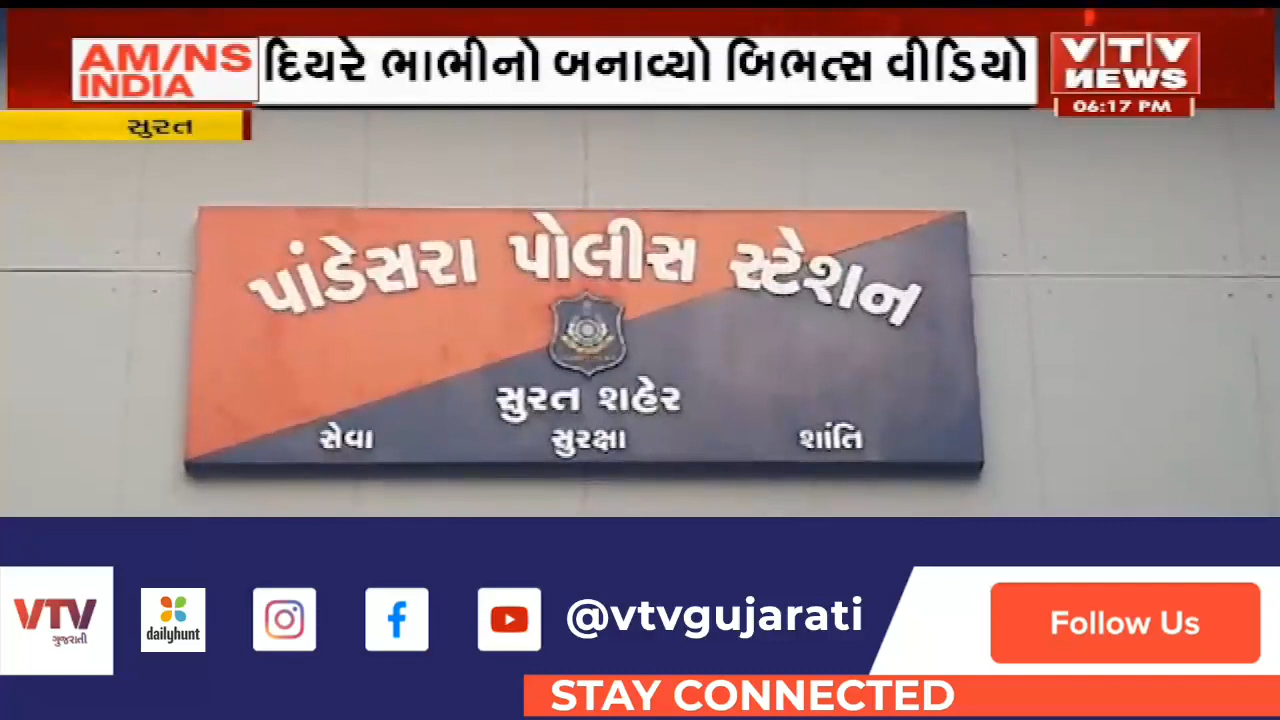 AM/NS
INDIA
દિયરે ભાભીનો બનાવ્યો બિભત્સ વીડિયો
VTV
NEWS
06:17 PM
સુરત
પાંડેસરા પોલીસ સ્ટેશન
સુરત શહેર
સેવા સુરક્ષા શાંતિ
VTV
ગુજરાતી
dailyhunt
@vtvgujarati
Follow Us
STAY CONNECTED